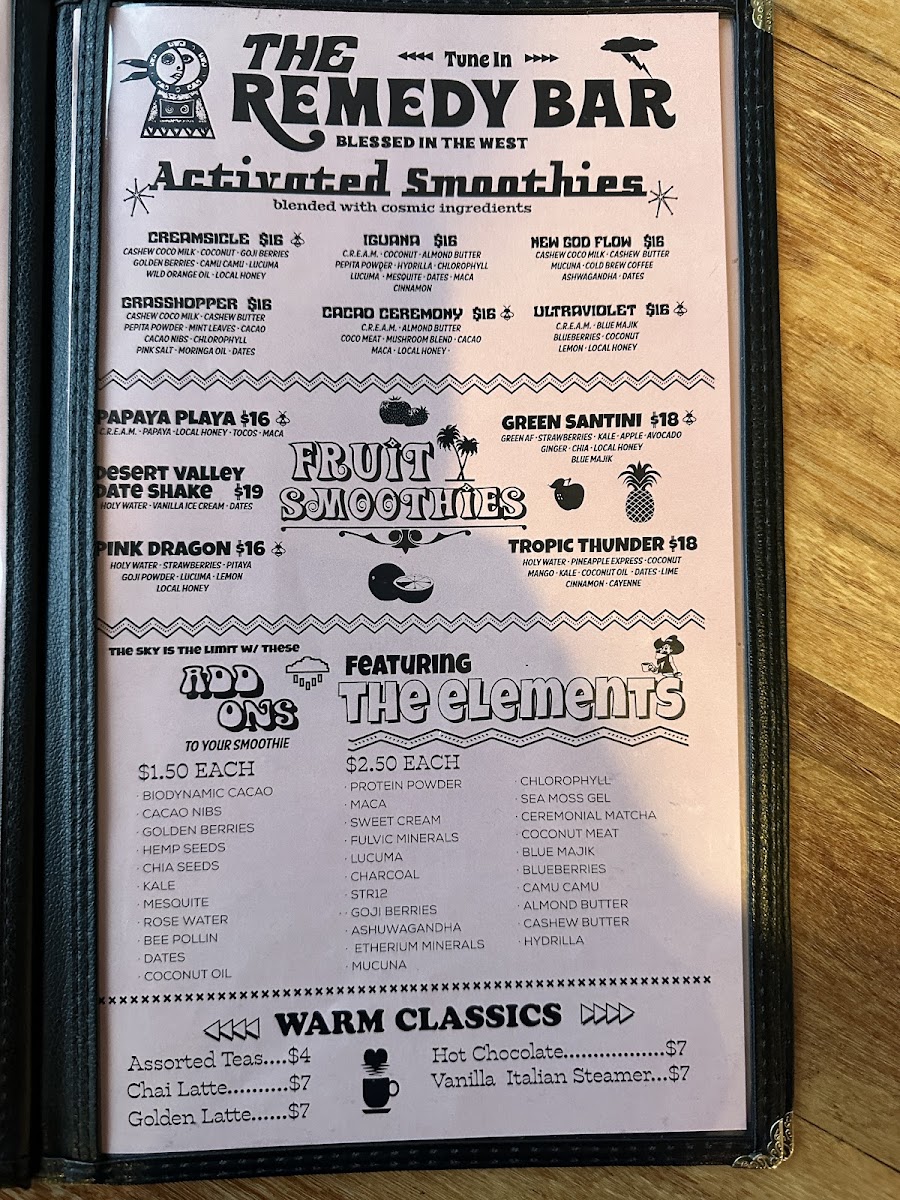 THE
Tune In
REMEDY BAR
BLESSED IN THE WEST
Activated Smoothies
blended with cosmic ingredients
CREAMSICLE $16
CASHEW COCO MILK · COCONUT · GOJI BERRIES
GOLDEN BERRIES · CAMU CAMU · LUCUMA
WILD ORANGE OIL · LOCAL HONEY
IGUANA $16
C.R.E.A.M. · COCONUT · ALMOND BUTTER
PEPITA POWDER · HYDRILLA · CHLOROPHYLL
LUCUMA · MESQUITE · DATES · MACA
CINNAMON
NEW GOD FLOW $16
CASHEW COCO MILK · CASHEW BUTTER
MUCUNA · COLD BREW COFFEE
ASHWAGANDHA · DATES
GRASSHOPPER $16
CASHEW COCO MILK · CASHEW BUTTER
PEPITA POWDER · MINT LEAVES · CACAO
CACAO NIBS · CHLOROPHYLL
PINK SALT · MORINGA OIL · DATES
CACAO CEREMONY $16
C.R.E.A.M. · ALMOND BUTTER
COCO MEAT · MUSHROOM BLEND · CACAO
MACA · LOCAL HONEY ·
ULTRAVIOLET $16
C.R.E.A.M. · BLUE MAJIK
BLUEBERRIES · COCONUT
LEMON · LOCAL HONEY
PAPAYA PLAYA $16
C.R.E.A.M. · PAPAYA · LOCAL HONEY · TOCOS · MACA
DESERT VALLEY
DATE SHAKE $19
HOLY WATER · VANILLA ICE CREAM · DATES
PINK DRAGON $16
HOLY WATER · STRAWBERRIES · PITAYA
GOJI POWDER · LUCUMA · LEMON
LOCAL HONEY
FRUIT
SMOOTHIES
GREEN SANTINI $18
GREEN AF · STRAWBERRIES · KALE · APPLE · AVOCADO
GINGER · CHIA · LOCAL HONEY
BLUE MAJIK
TROPIC THUNDER $18
HOLY WATER · PINEAPPLE EXPRESS · COCONUT
MANGO · KALE · COCONUT OIL · DATES · LIME
CINNAMON · CAYENNE
THE SKY IS THE LIMIT W/ THESE
ADD
ONS
TO YOUR SMOOTHIE
FEATURING
THE ELEMENTS
$1.50 EACH
· BIODYNAMIC CACAO
· CACAO NIBS
· GOLDEN BERRIES
· HEMP SEEDS
· CHIA SEEDS
· KALE
· MESQUITE
· ROSE WATER
· BEE POLLIN
· DATES
· COCONUT OIL
$2.50 EACH
· PROTEIN POWDER
· MACA
· SWEET CREAM
· FULVIC MINERALS
· LUCUMA
· CHARCOAL
· STR12
· · GOJI BERRIES
· ASHUWAGANDHA
· ETHERIUM MINERALS
· MUCUNA
· CHLOROPHYLL
· SEA MOSS GEL
· CEREMONIAL MATCHA
· COCONUT MEAT
· BLUE MAJIK
· BLUEBERRIES
· CAMU CAMU
· ALMOND BUTTER
· CASHEW BUTTER
· HYDRILLA
WARM CLASSICS
Assorted Teas....$4
Chai Latte..........$7
Golden Latte......$7
Hot Chocolate.................$7
Vanilla Italian Steamer...$7